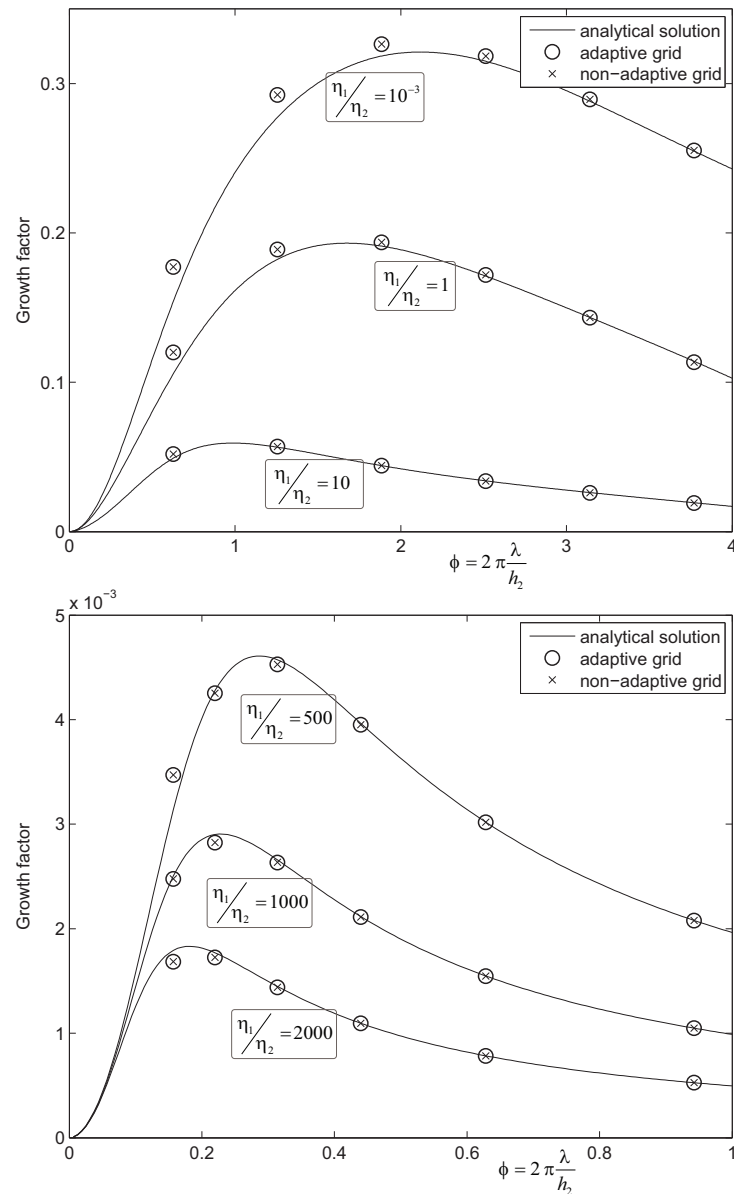 analytical solution
adaptive grid
non−adaptive grid
0.3
η₁/η₂ = 10⁻³
Growth factor
0.2
η₁/η₂ = 1
0.1
η₁/η₂ = 10
0
0 1 2 3 4
ϕ = 2 π λ/h₂
x 10⁻³
5
analytical solution
adaptive grid
non−adaptive grid
4
η₁/η₂ = 500
3
Growth factor
2
η₁/η₂ = 1000
1
η₁/η₂ = 2000
0
0 0.2 0.4 0.6 0.8 1
ϕ = 2 π λ/h₂